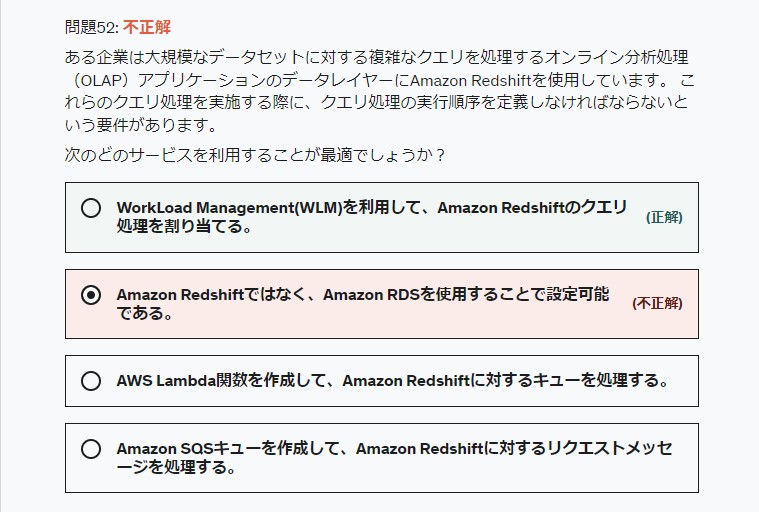 問題52: 不正解
ある企業は大規模なデータセットに対する複雑なクエリを処理するオンライン分析処理
（OLAP）アプリケーションのデータレイヤーにAmazon Redshiftを使用しています。 こ
れらのクエリ処理を実施する際に、クエリ処理の実行順序を定義しなければならないと
いう要件があります。
次のどのサービスを利用することが最適でしょうか？
WorkLoad Management(WLM)を利用して、Amazon Redshiftのクエリ
処理を割り当てる。
(正解)
Amazon Redshiftではなく、Amazon RDSを使用することで設定可能
である。
(不正解)
AWS Lambda関数を作成して、Amazon Redshiftに対するキューを処理する。
Amazon SQSキューを作成して、Amazon Redshiftに対するリクエストメッセ
ージを処理する。